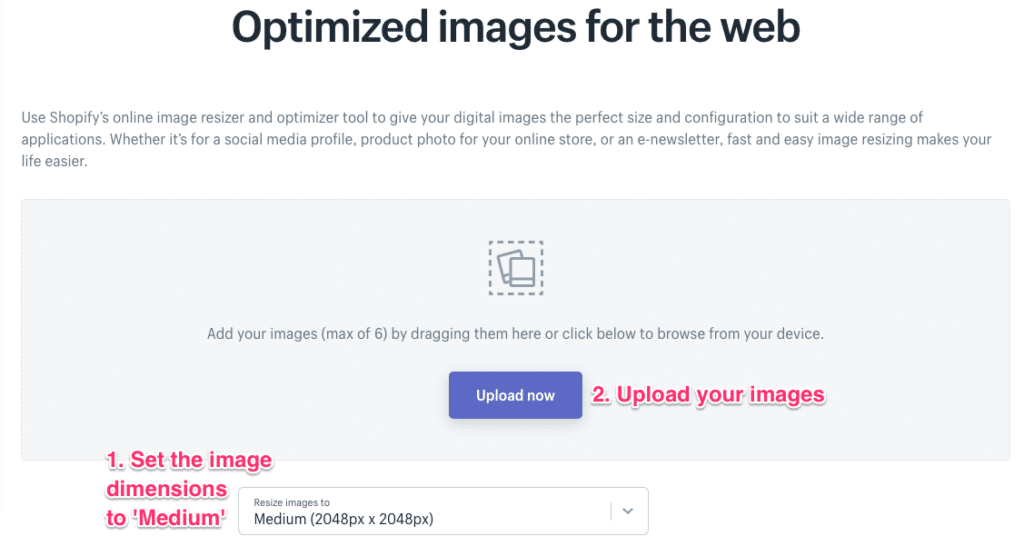 Optimized images for the web
Use Shopify's online image resizer and optimizer tool to give your digital images the perfect size and configuration to suit a wide range of
applications. Whether it's for a social media profile, product photo for your online store, or an e-newsletter, fast and easy image resizing makes your
life easier.
Add your images (max of 6) by dragging them here or click below to browse from your device.
Upload now
2. Upload your images
1. Set the image
dimensions
to 'Medium'
Resize images to
Medium (2048px x 2048px)